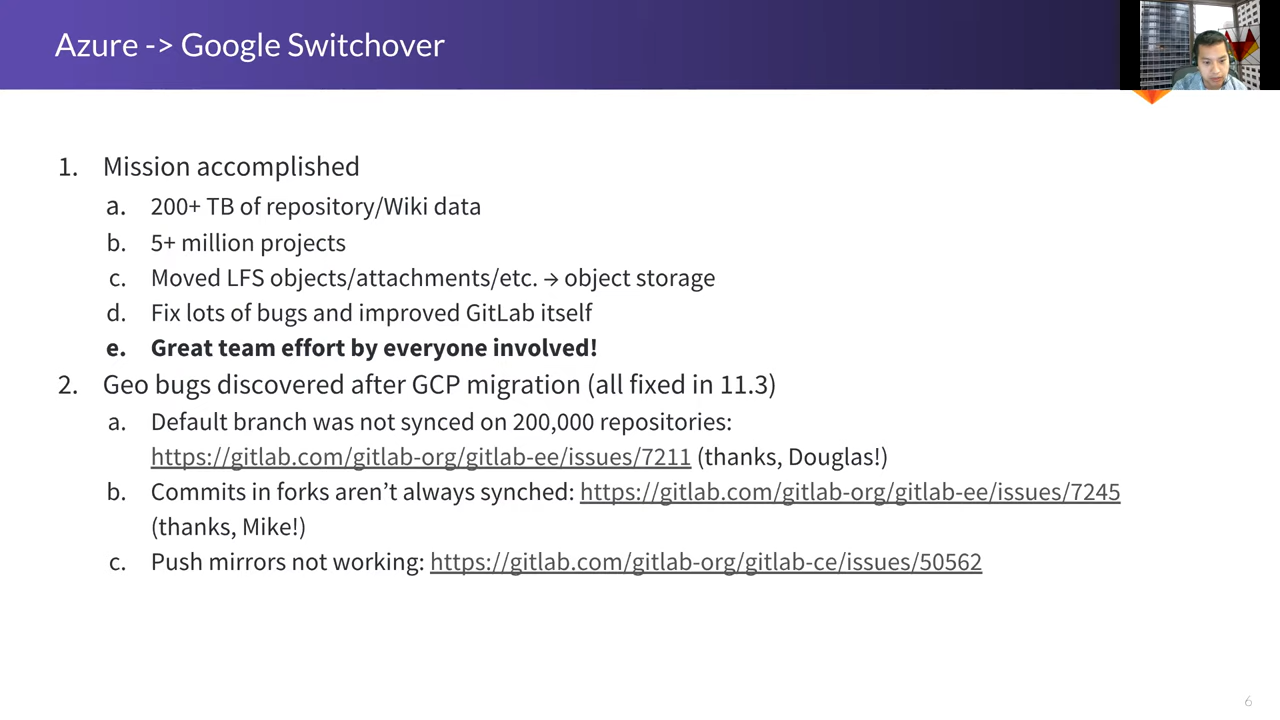 Azure -> Google Switchover
1. Mission accomplished
a. 200+ TB of repository/Wiki data
b. 5+ million projects
c. Moved LFS objects/attachments/etc. → object storage
d. Fix lots of bugs and improved GitLab itself
e. Great team effort by everyone involved!
2. Geo bugs discovered after GCP migration (all fixed in 11.3)
a. Default branch was not synced on 200,000 repositories:
https://gitlab.com/gitlab-org/gitlab-ee/issues/7211 (thanks, Douglas!)
b. Commits in forks aren’t always synched: https://gitlab.com/gitlab-org/gitlab-ee/issues/7245
(thanks, Mike!)
c. Push mirrors not working: https://gitlab.com/gitlab-org/gitlab-ce/issues/50562
6